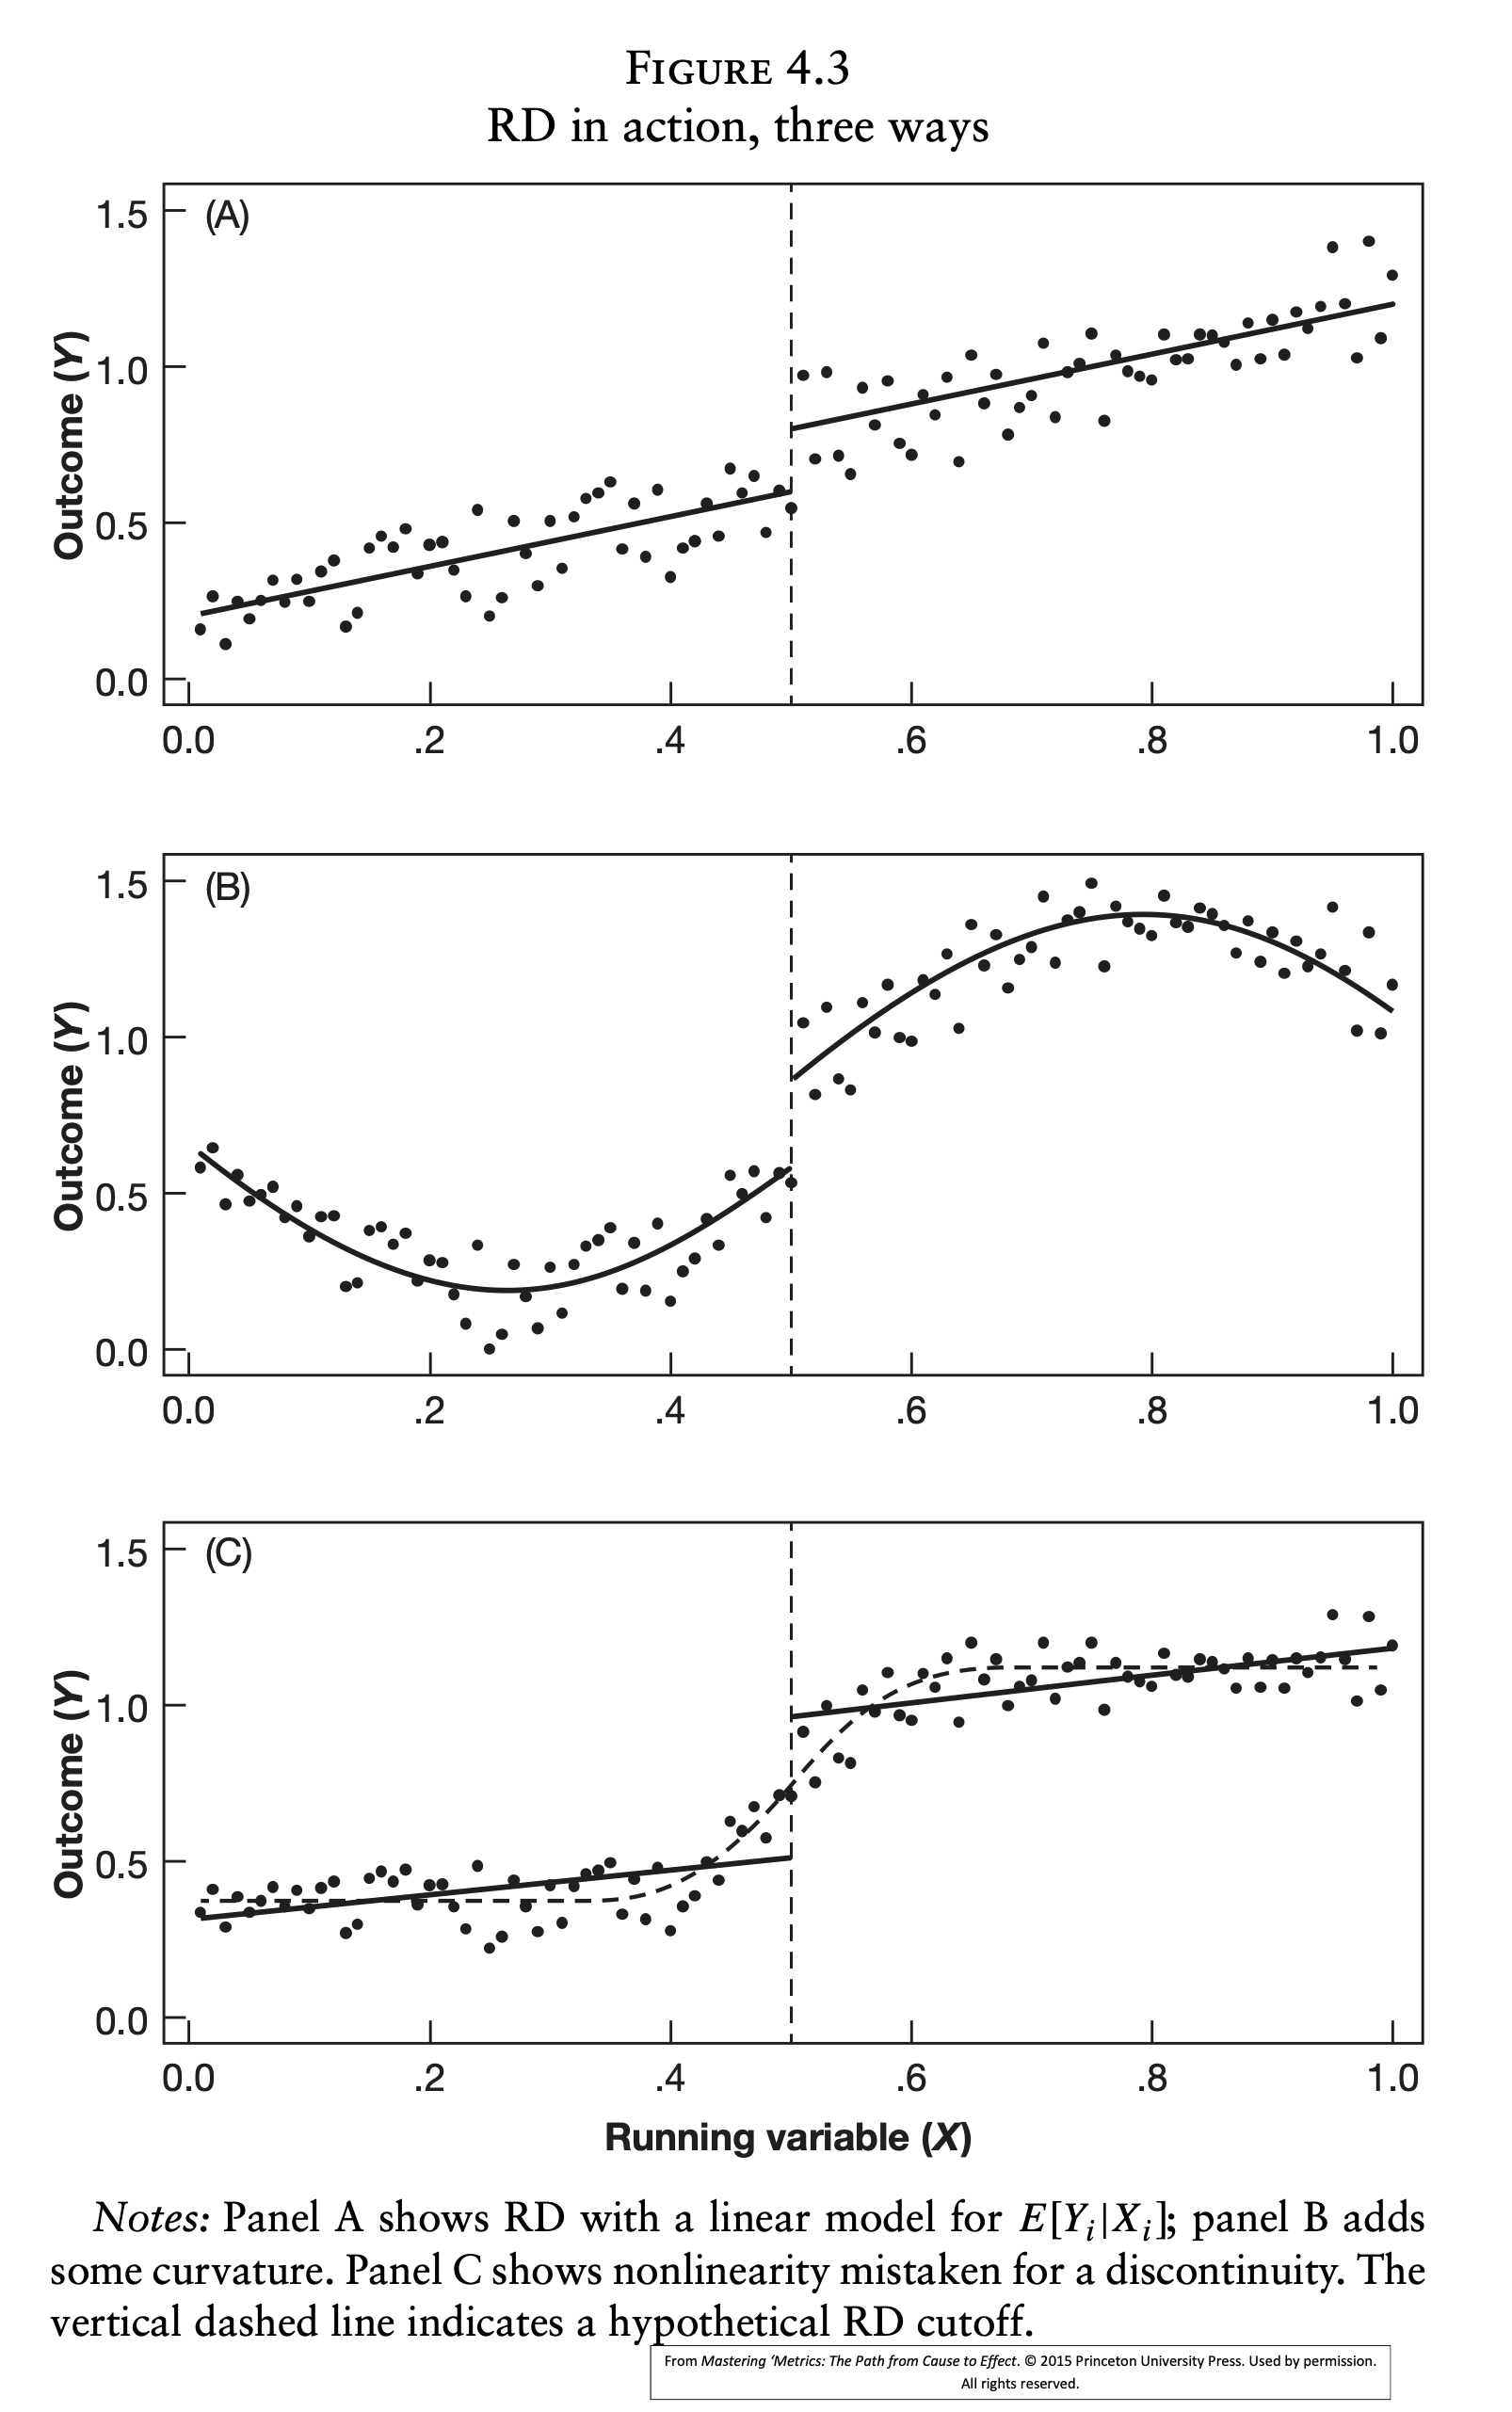 FIGURE 4.3
RD in action, three ways
(A)
1.5
1.0
0.5
0.0
Outcome (Y)
0.0 .2 .4 .6 .8 1.0
(B)
1.5
1.0
0.5
0.0
Outcome (Y)
0.0 .2 .4 .6 .8 1.0
(C)
1.5
1.0
0.5
0.0
Outcome (Y)
0.0 .2 .4 .6 .8 1.0
Running variable (X)
Notes: Panel A shows RD with a linear model for E[Yᵢ|Xᵢ]; panel B adds
some curvature. Panel C shows nonlinearity mistaken for a discontinuity. The
vertical dashed line indicates a hypothetical RD cutoff.
From Mastering ‘Metrics: The Path from Cause to Effect. © 2015 Princeton University Press. Used by permission.
All rights reserved.